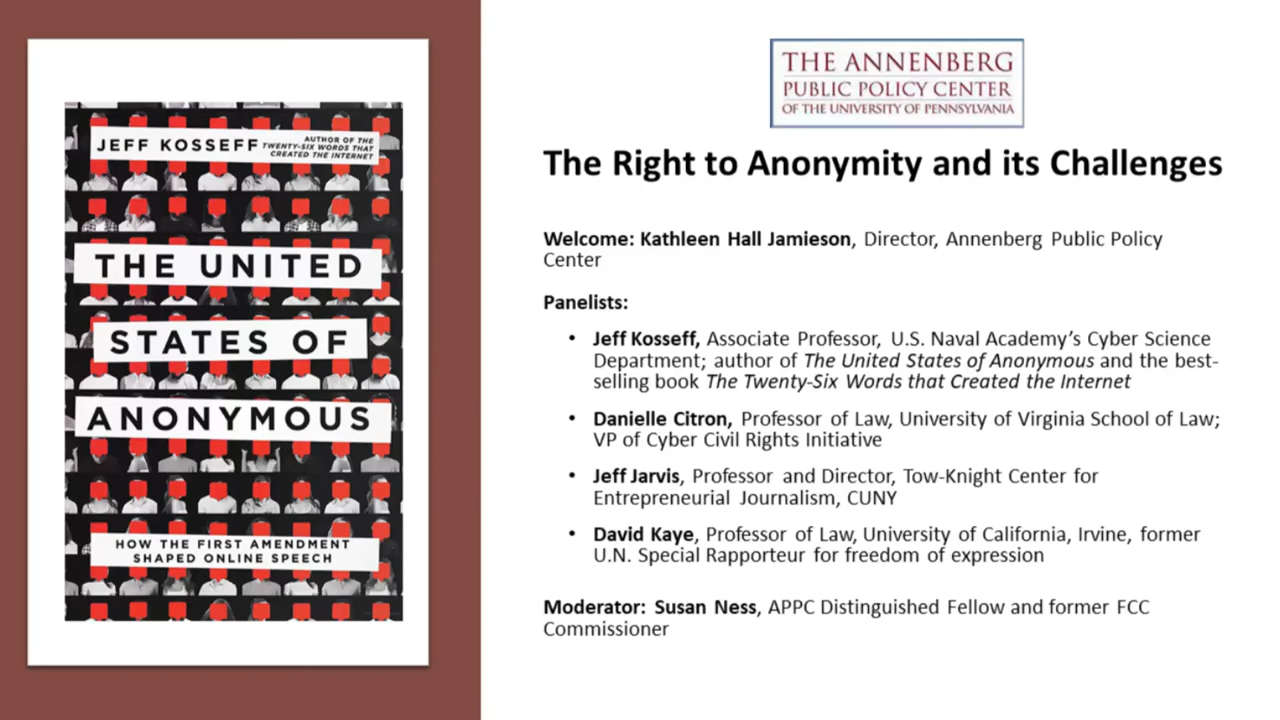 JEFF KOSSEFF
AUTHOR OF THE
TWENTY-SIX WORDS THAT
CREATED THE INTERNET
THE UNITED
STATES OF
ANONYMOUS
HOW THE FIRST AMENDMENT
SHAPED ONLINE SPEECH
THE ANNENBERG
PUBLIC POLICY CENTER
OF THE UNIVERSITY OF PENNSYLVANIA
The Right to Anonymity and its Challenges
Welcome: Kathleen Hall Jamieson, Director, Annenberg Public Policy
Center
Panelists:
• Jeff Kosseff, Associate Professor, U.S. Naval Academy’s Cyber Science
Department; author of The United States of Anonymous and the best-
selling book The Twenty-Six Words that Created the Internet
• Danielle Citron, Professor of Law, University of Virginia School of Law;
VP of Cyber Civil Rights Initiative
• Jeff Jarvis, Professor and Director, Tow-Knight Center for
Entrepreneurial Journalism, CUNY
• David Kaye, Professor of Law, University of California, Irvine, former
U.N. Special Rapporteur for freedom of expression
Moderator: Susan Ness, APPC Distinguished Fellow and former FCC
Commissioner